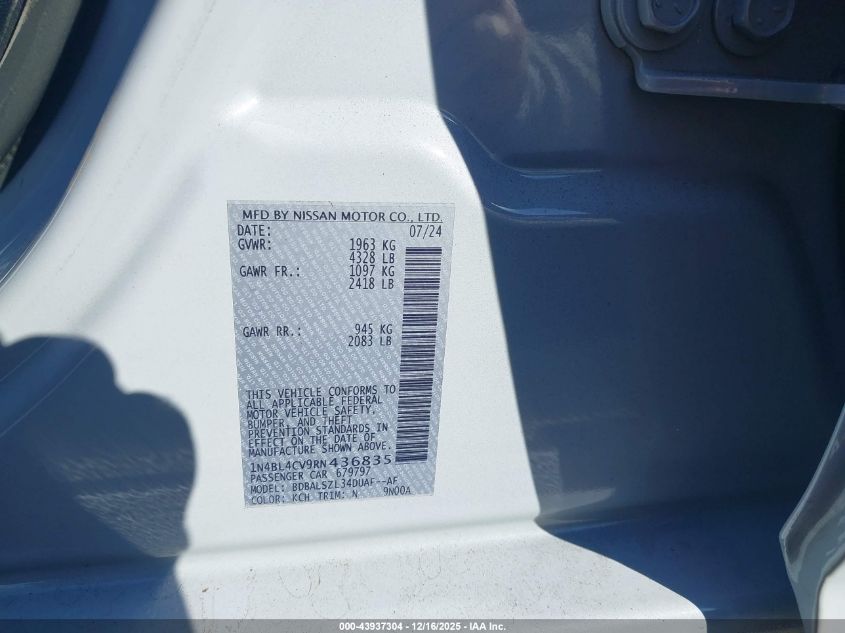 MFD BY NISSAN MOTOR CO., LTD.
DATE: 07/24
GVWR: 1963 KG
4328 LB
GAWR FR.: 1097 KG
2418 LB
GAWR RR.: 945 KG
2083 LB
THIS VEHICLE CONFORMS TO
ALL APPLICABLE FEDERAL
MOTOR VEHICLE SAFETY,
BUMPER, AND THEFT
PREVENTION STANDARDS IN
EFFECT ON THE DATE OF
MANUFACTURE SHOWN ABOVE.
1N4BL4CV9RN436835
PASSENGER CAR 679797
MODEL: BDBALSZL34DUAF--AF
COLOR: KCH TRIM: N 9N00A
000-43937304 - 12/16/2025 - IAA Inc.